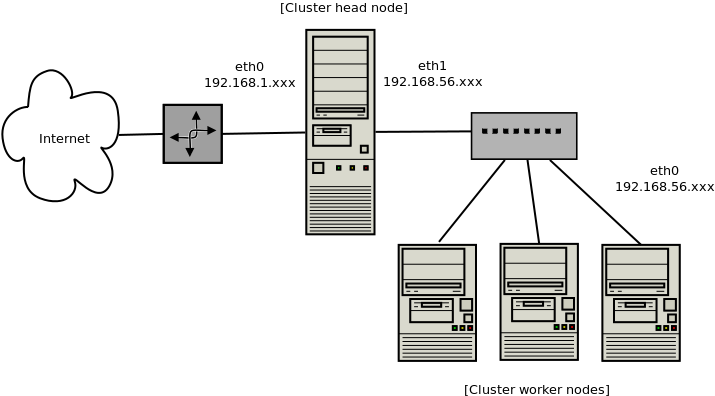 [Cluster head node]
eth0
192.168.1.xxx
eth1
192.168.56.xxx
Internet
eth0
192.168.56.xxx
[Cluster worker nodes]